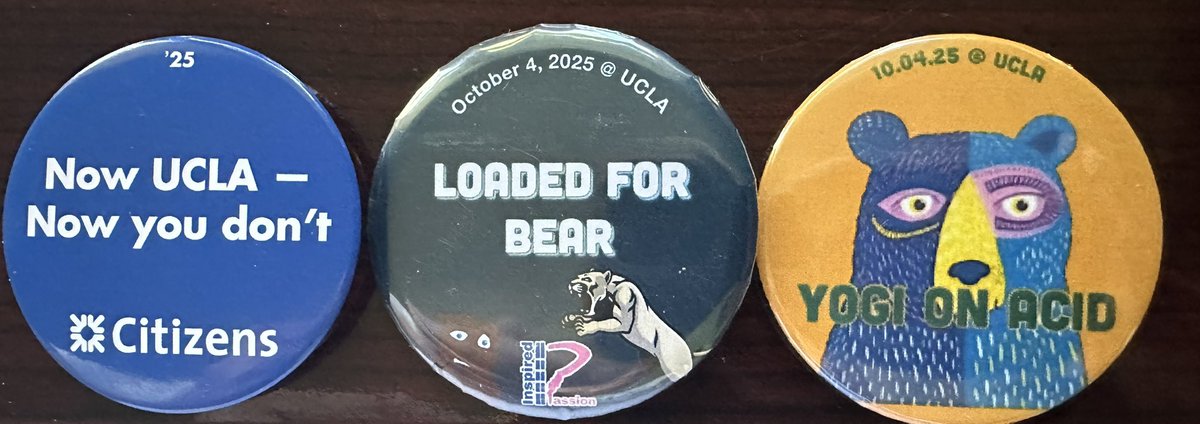 '25
Now UCLA –
Now you don't
Citizens
October 4, 2025 @ UCLA
LOADED FOR
BEAR
Inspired
Passion
10.04.25 @ UCLA
YOGI ON ACID